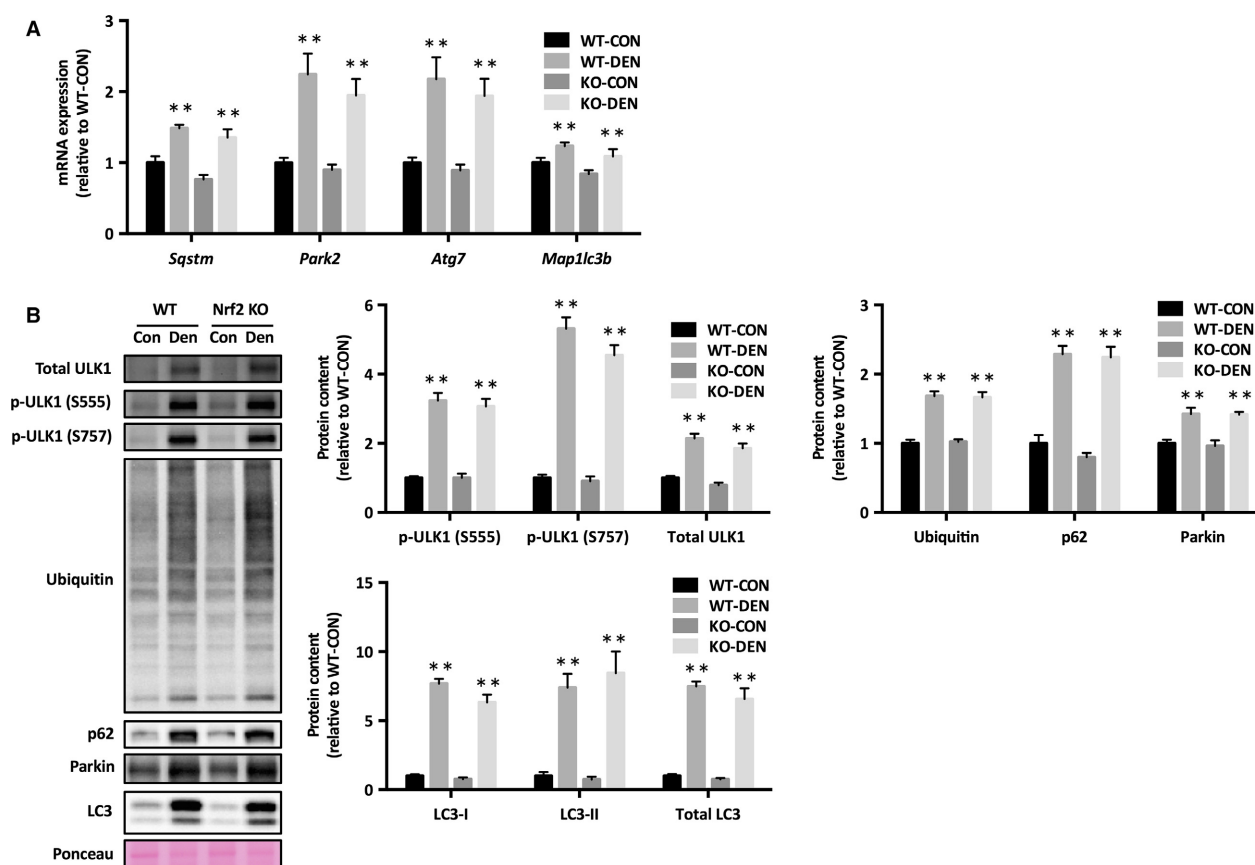 A
mRNA expression
(relative to WT-CON)
3
2
1
0
** ** ** ** ** ** ** **
WT-CON
WT-DEN
KO-CON
KO-DEN
Sqstm Park2 Atg7 Map1lc3b
B
WT Nrf2 KO
Con Den Con Den
Total ULK1
p-ULK1 (S555)
p-ULK1 (S757)
Ubiquitin
p62
Parkin
LC3
Ponceau
Protein content
(relative to WT-CON)
6
4
2
0
** ** ** ** ** **
WT-CON
WT-DEN
KO-CON
KO-DEN
p-ULK1 (S555) p-ULK1 (S757) Total ULK1
Protein content
(relative to WT-CON)
3
2
1
0
** ** ** ** ** **
WT-CON
WT-DEN
KO-CON
KO-DEN
Ubiquitin p62 Parkin
Protein content
(relative to WT-CON)
15
10
5
0
** ** ** ** ** **
WT-CON
WT-DEN
KO-CON
KO-DEN
LC3-I LC3-II Total LC3